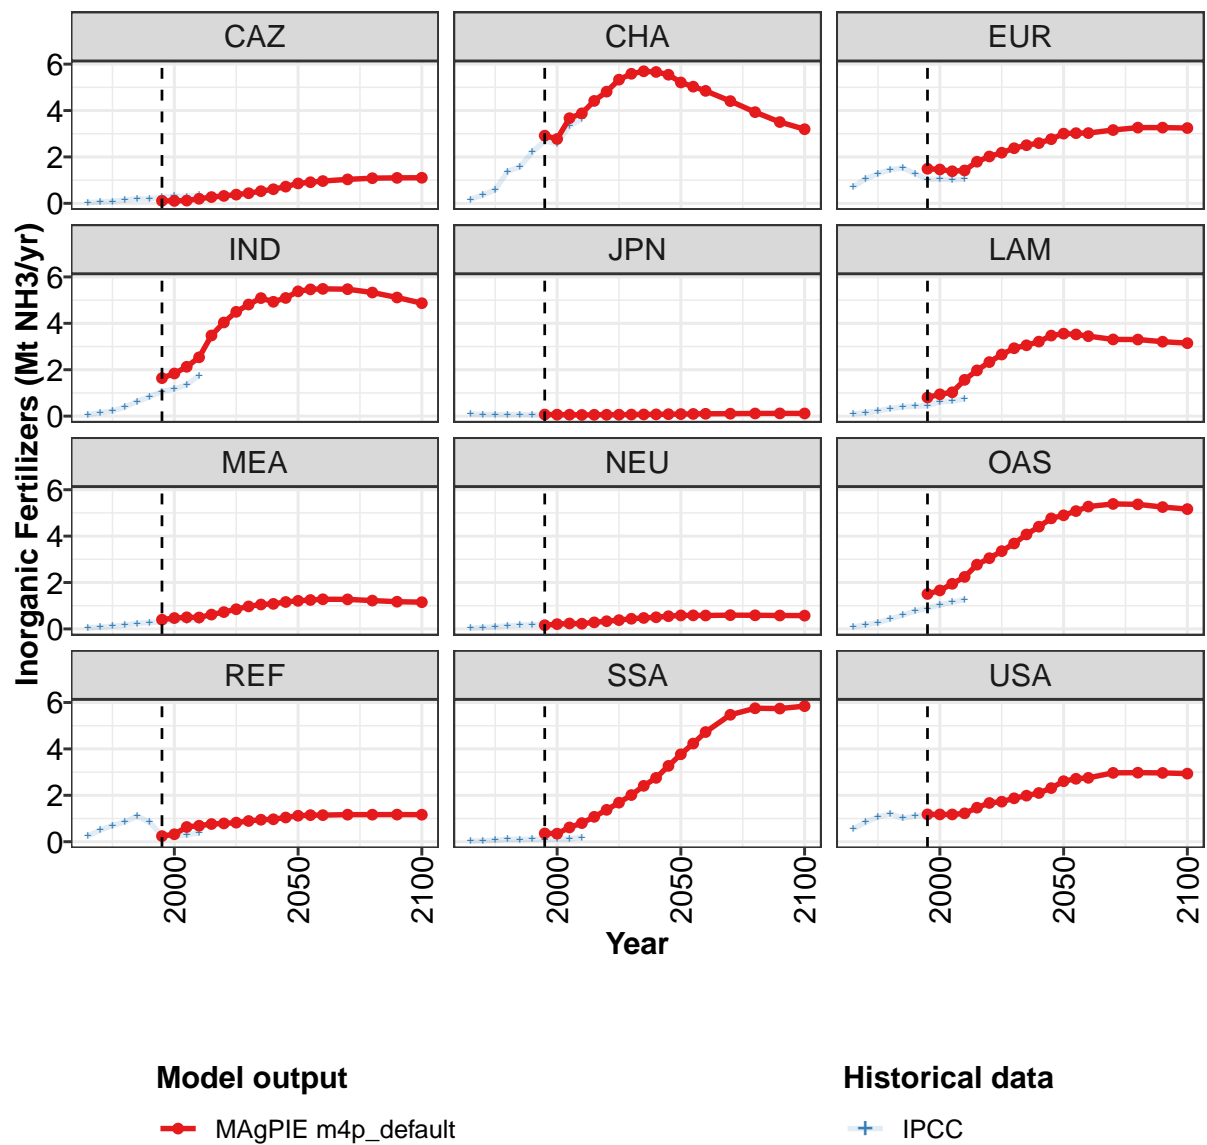 CAZ CHA EUR
6
4
2
0
IND JPN LAM
6
4
2
0
MEA NEU OAS
6
4
2
0
REF SSA USA
6
4
2
0
2000 2050 2100 2000 2050 2100 2000 2050 2100
Year
Inorganic Fertilizers (Mt NH3/yr)
Model output Historical data
MAgPIE m4p_default IPCC